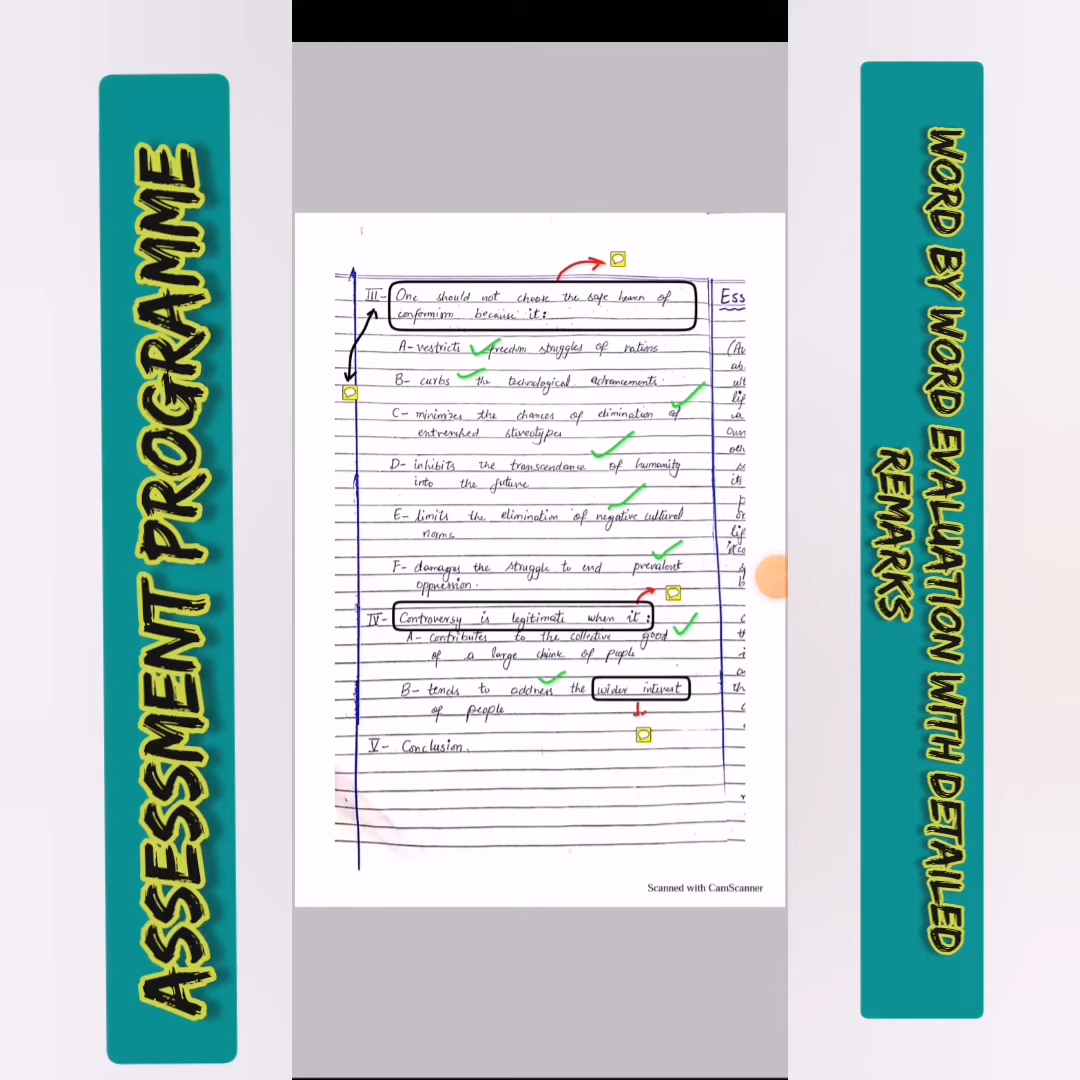 ASSESSMENT PROGRAMME
III- One should not choose the safe haven of
conformism because it:
A- restricts freedom struggles of nations
B- curbs the technological advancements.
C- minimizes the chances of elimination of
entrenched stereotypes
D- inhibits the transcendance of humanity
into the future
E- limits the elimination of negative cultural
norms
F- damages the struggle to end prevalent
oppression.
IV- Controversy is legitimate when it:
A- contributes to the collective good
of a large chunk of people
B- tends to address the wider interest
of people
V- Conclusion.
Ess
Scanned with CamScanner
WORD BY WORD EVALUATION WITH DETAILED
REMARKS